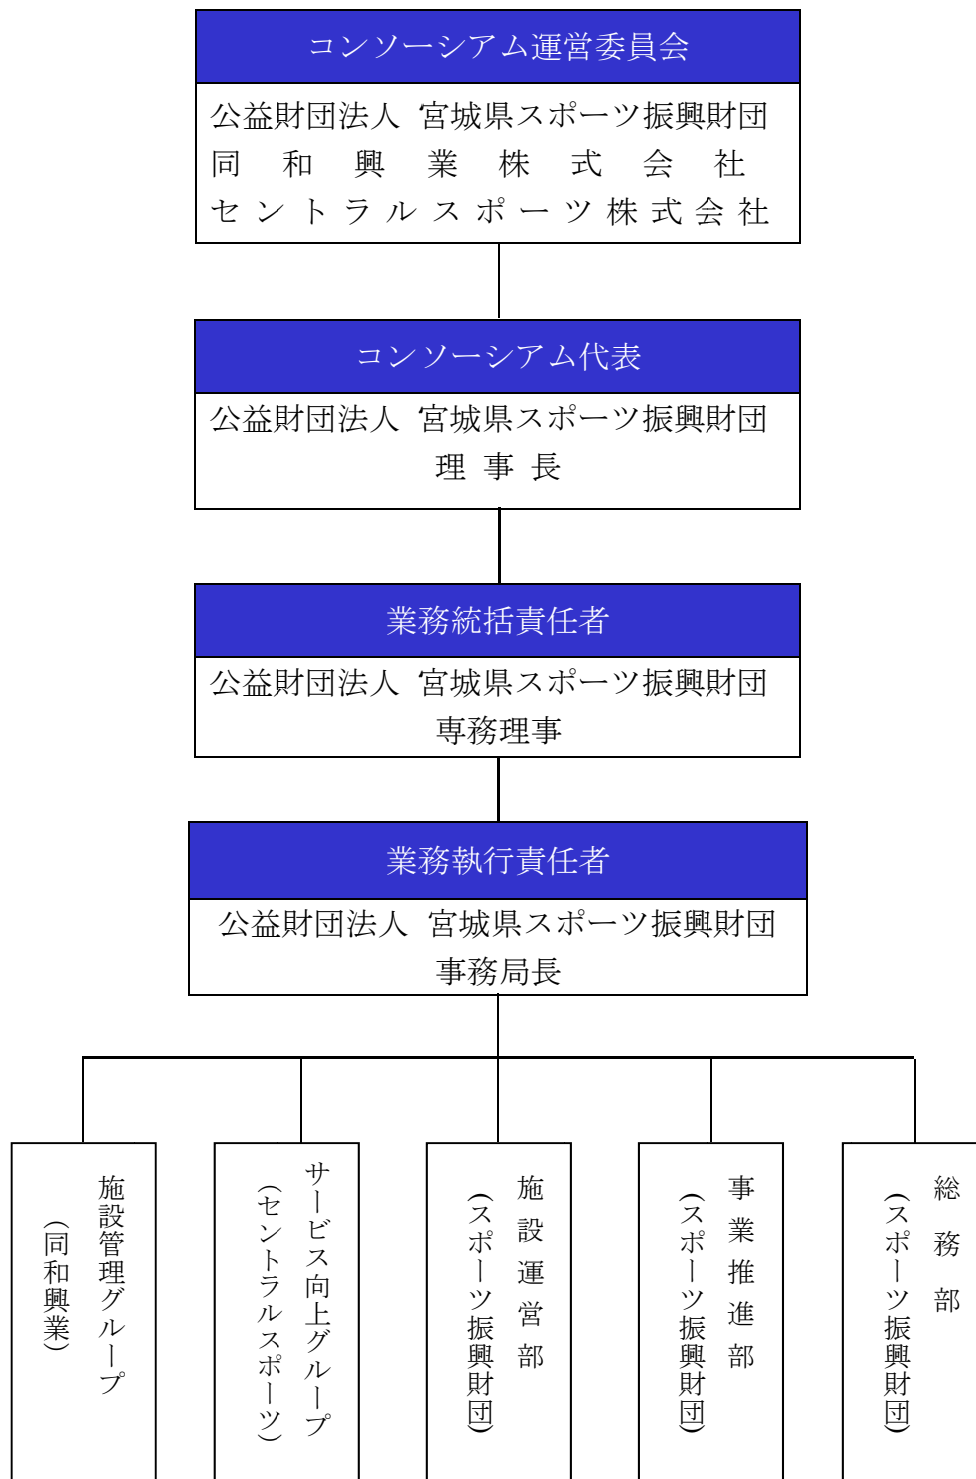 コンソーシアム運営委員会
公益財団法人 宮城県スポーツ振興財団
同和興業株式会社
セントラルスポーツ株式会社
コンソーシアム代表
公益財団法人 宮城県スポーツ振興財団
理事長
業務統括責任者
公益財団法人 宮城県スポーツ振興財団
専務理事
業務執行責任者
公益財団法人 宮城県スポーツ振興財団
事務局長
総務部
(スポーツ振興財団)
事業推進部
(スポーツ振興財団)
施設運営部
(スポーツ振興財団)
サービス向上グループ
(セントラルスポーツ)
施設管理グループ
(同和興業)